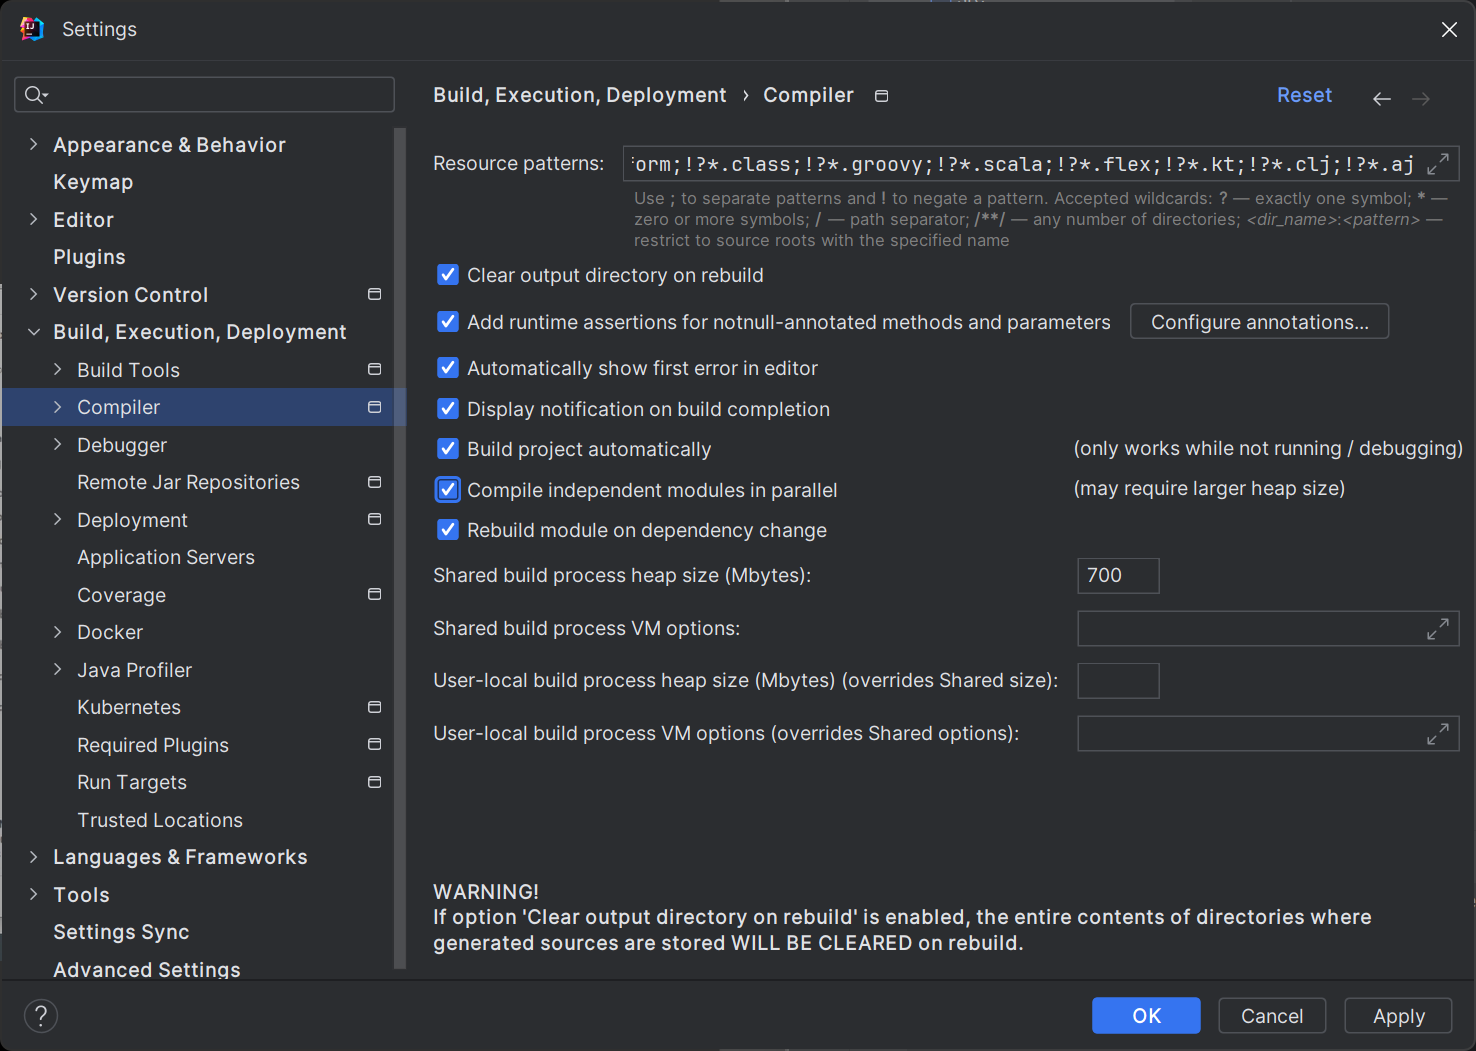 Settings
Appearance & Behavior
Keymap
Editor
Plugins
Version Control
Build, Execution, Deployment
Build Tools
Compiler
Debugger
Remote Jar Repositories
Deployment
Application Servers
Coverage
Docker
Java Profiler
Kubernetes
Required Plugins
Run Targets
Trusted Locations
Languages & Frameworks
Tools
Settings Sync
Advanced Settings
Build, Execution, Deployment › Compiler
Reset
Resource patterns: orm;!?*.class;!?*.groovy;!?*.scala;!?*.flex;!?*.kt;!?*.clj;!?*.aj
Use ; to separate patterns and ! to negate a pattern. Accepted wildcards: ? — exactly one symbol; * —
zero or more symbols; / — path separator; /**/ — any number of directories; <dir_name>:<pattern> —
restrict to source roots with the specified name
Clear output directory on rebuild
Add runtime assertions for notnull-annotated methods and parameters Configure annotations...
Automatically show first error in editor
Display notification on build completion
Build project automatically (only works while not running / debugging)
Compile independent modules in parallel (may require larger heap size)
Rebuild module on dependency change
Shared build process heap size (Mbytes): 700
Shared build process VM options:
User-local build process heap size (Mbytes) (overrides Shared size):
User-local build process VM options (overrides Shared options):
WARNING!
If option 'Clear output directory on rebuild' is enabled, the entire contents of directories where
generated sources are stored WILL BE CLEARED on rebuild.
? OK Cancel Apply